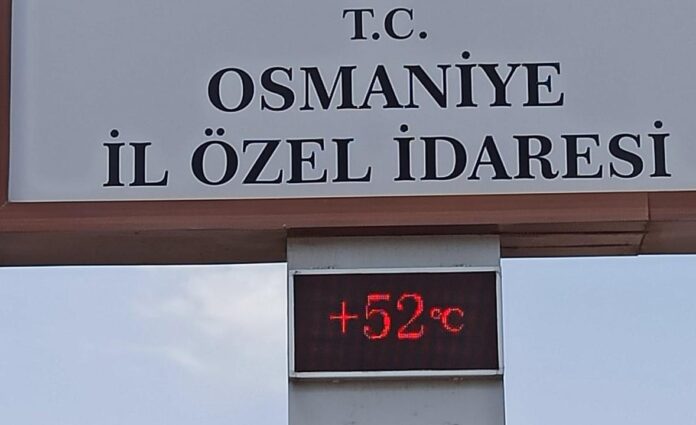 T.C.
OSMANİYE
İL ÖZEL İDARESİ
+52°C